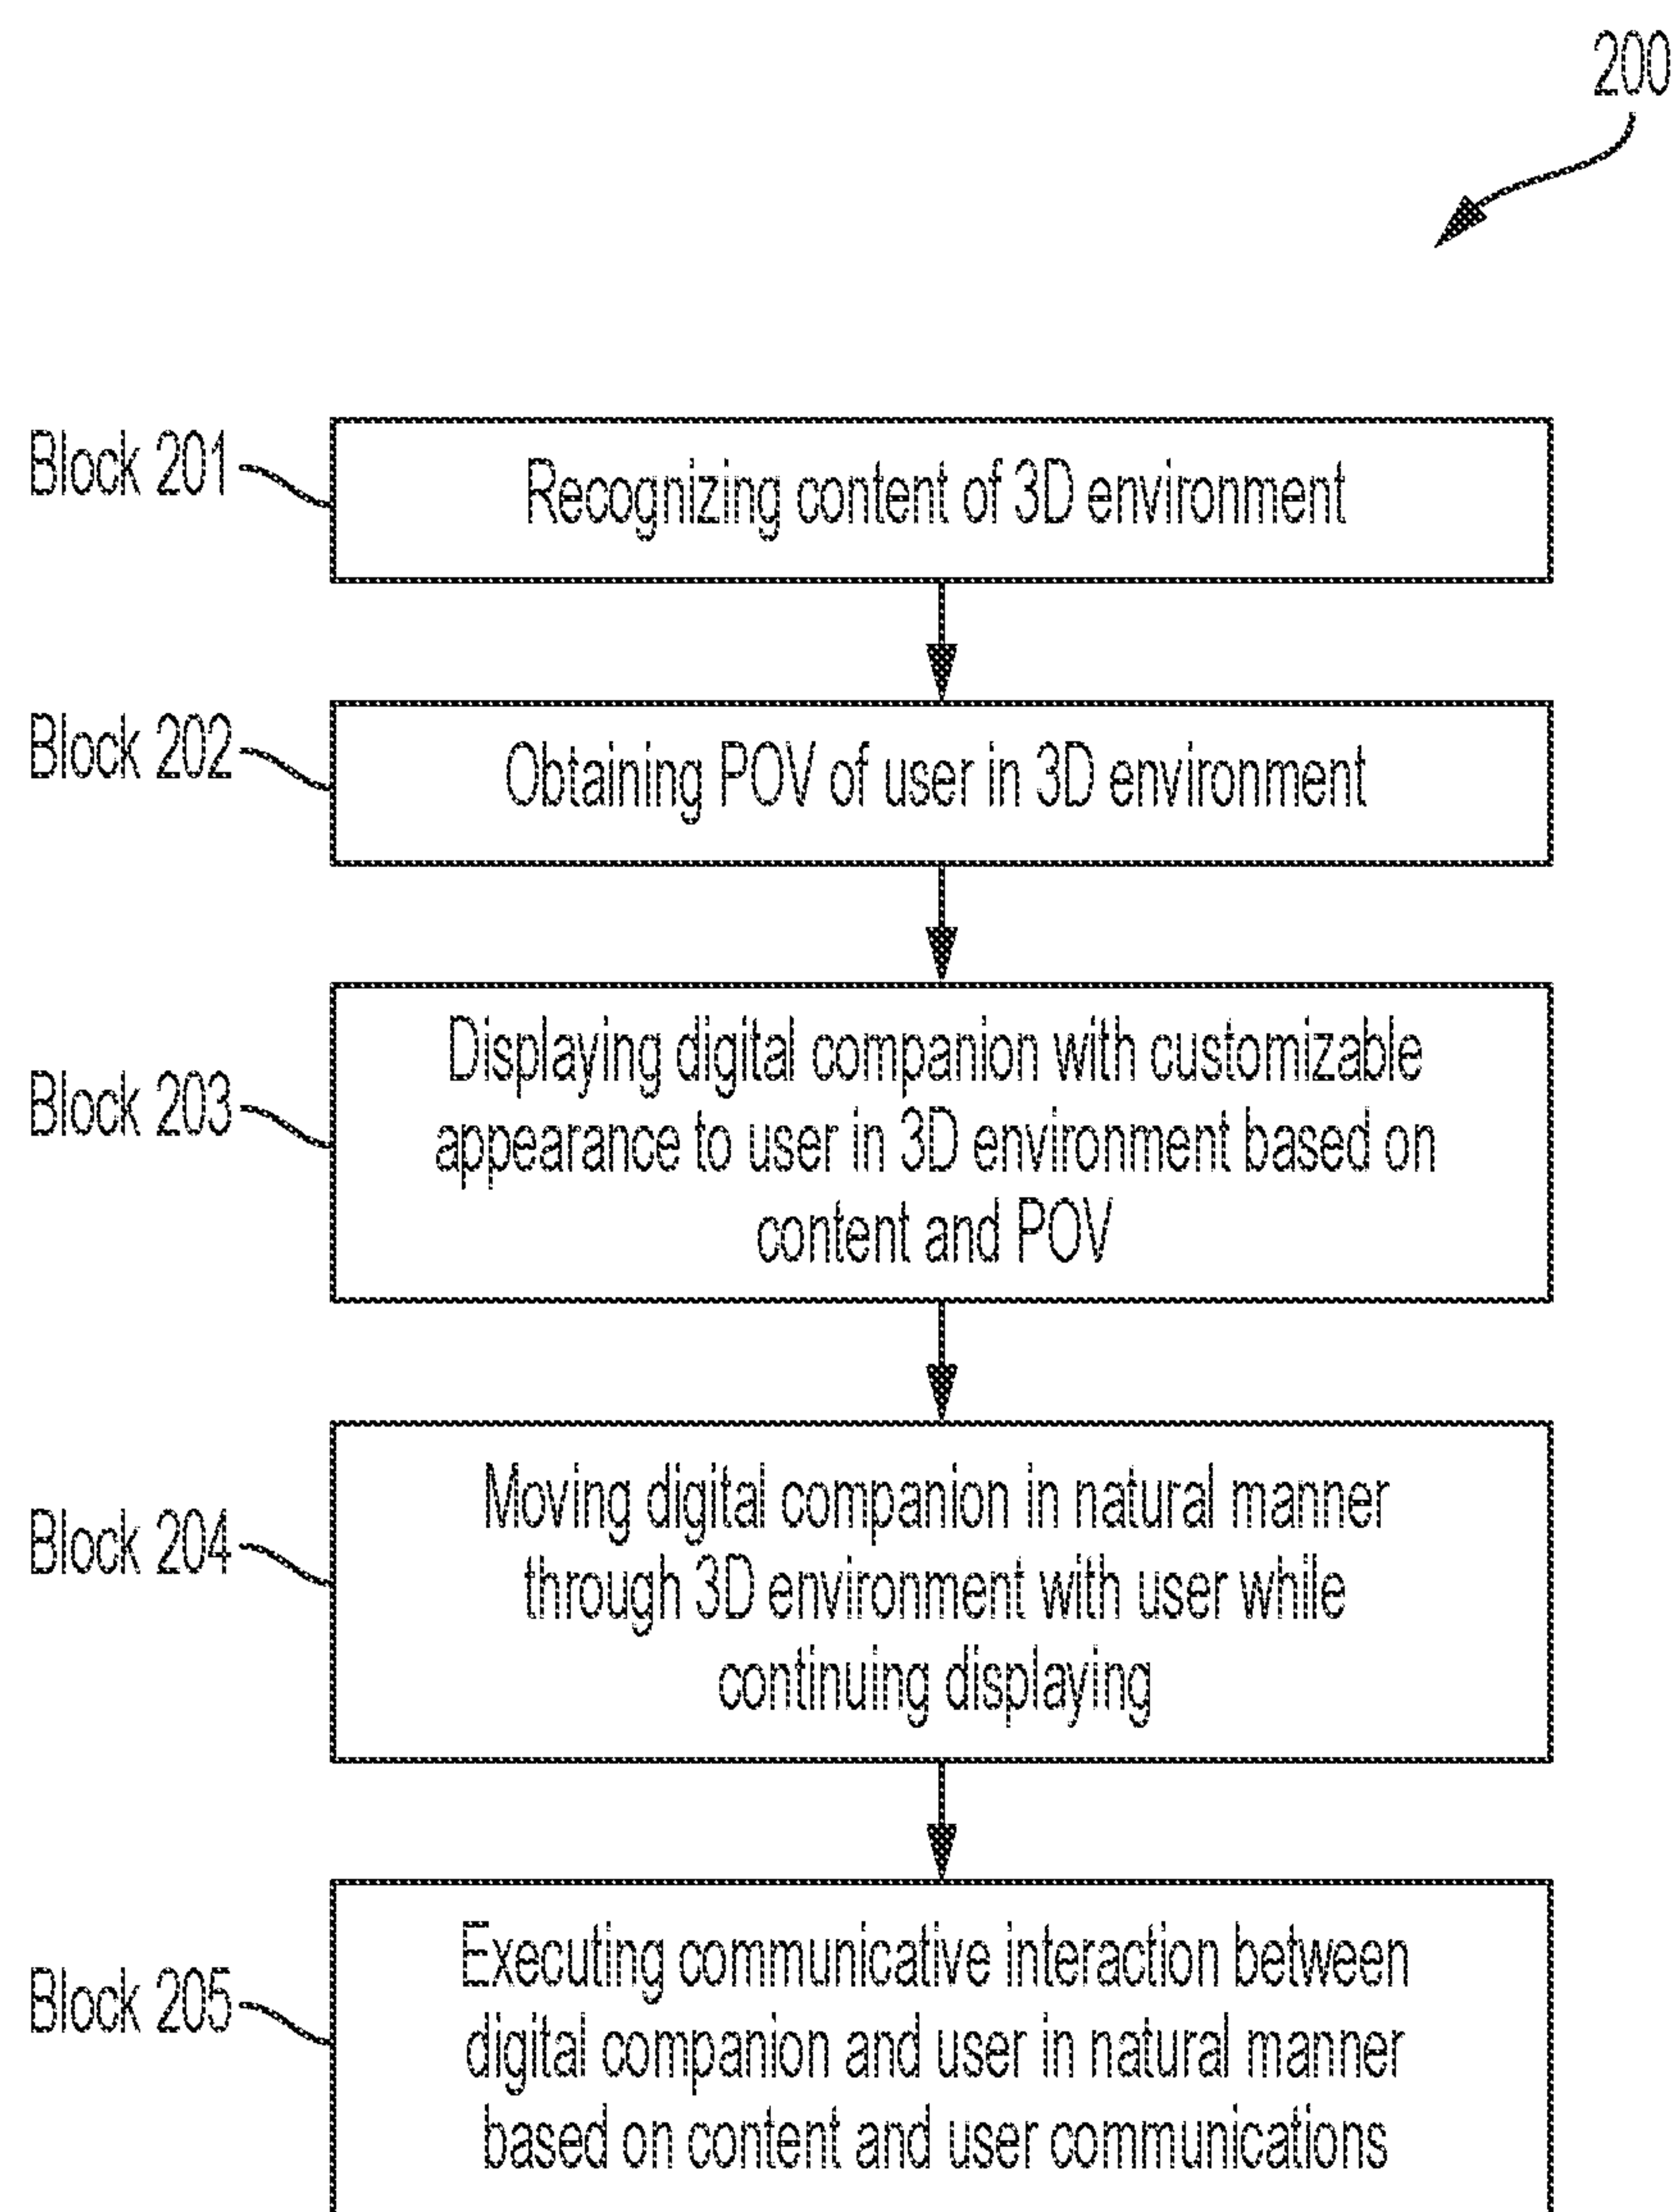 200
Block 201
Recognizing content of 3D environment
Block 202
Obtaining POV of user in 3D environment
Block 203
Displaying digital companion with customizable
appearance to user in 3D environment based on
content and POV
Block 204
Moving digital companion in natural manner
through 3D environment with user while
continuing displaying
Block 205
Executing communicative interaction between
digital companion and user in natural manner
based on content and user communications